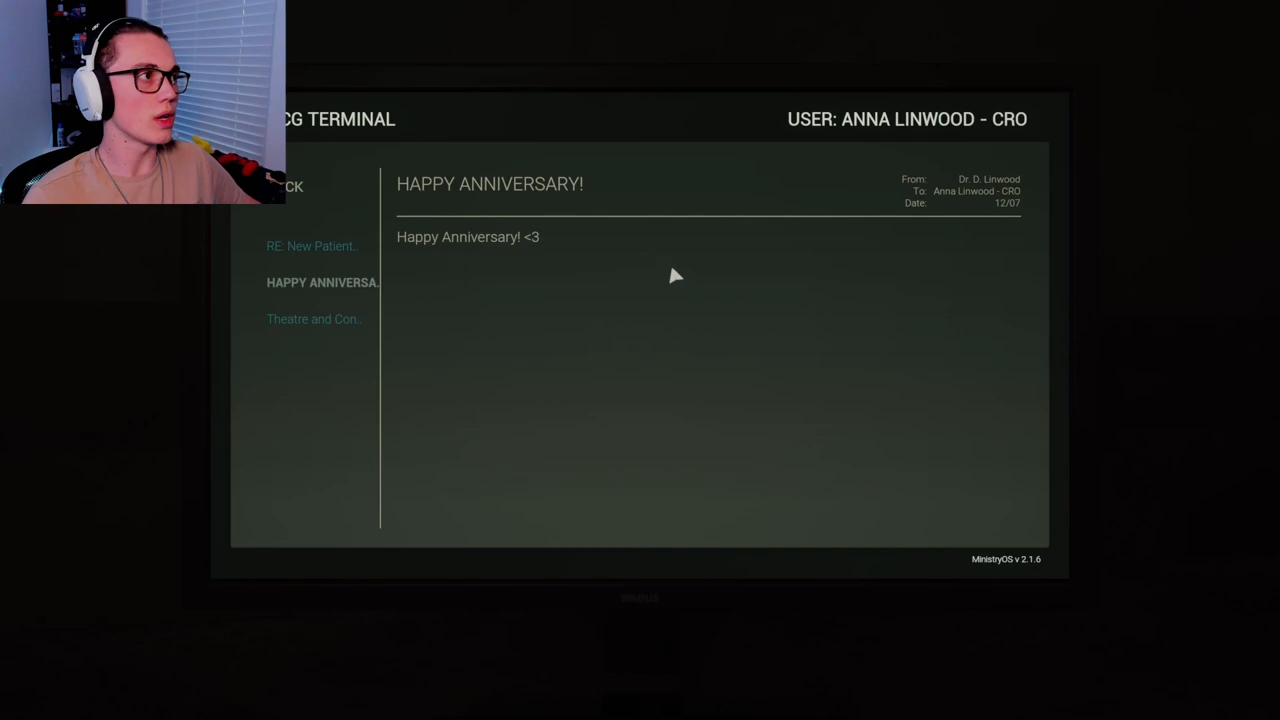 CG TERMINAL
USER: ANNA LINWOOD - CRO
CK
HAPPY ANNIVERSARY!
From: Dr. D. Linwood
To: Anna Linwood - CRO
Date: 12/07
RE: New Patient..
Happy Anniversary! <3
HAPPY ANNIVERSA.
Theatre and Con..
MinistryOS v 2.1.6